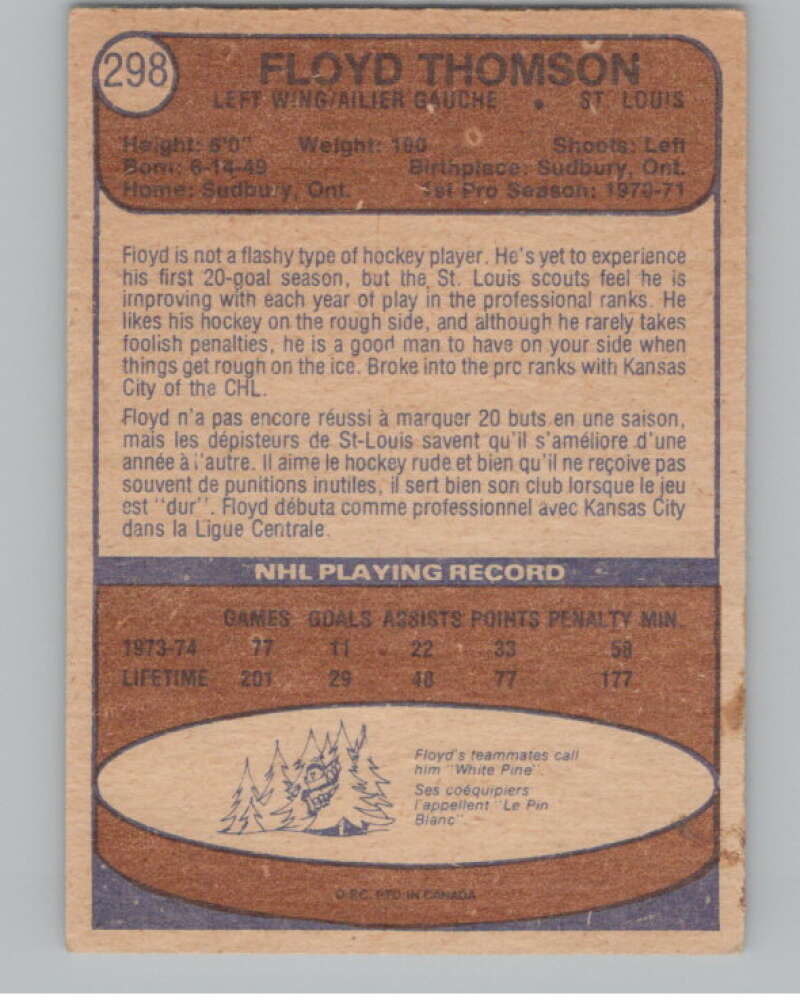 298
FLOYD THOMSON
LEFT WING/AILIER GAUCHE • ST LOUIS
Height: 6'0" Weight: 190 Shoots: Left
Born: 6-14-49 Birthplace: Sudbury, Ont.
Home: Sudbury, Ont. 1st Pro Season: 1970-71
Floyd is not a flashy type of hockey player. He's yet to experience
his first 20-goal season, but the St. Louis scouts feel he is
improving with each year of play in the professional ranks. He
likes his hockey on the rough side, and although he rarely takes
foolish penalties, he is a good man to have on your side when
things get rough on the ice. Broke into the pro ranks with Kansas
City of the CHL.
Floyd n'a pas encore réussi à marquer 20 buts en une saison,
mais les dépisteurs de St-Louis savent qu'il s'améliore d'une
année à l'autre. Il aime le hockey rude et bien qu'il ne reçoive pas
souvent de punitions inutiles, il sert bien son club lorsque le jeu
est "dur". Floyd débuta comme professionnel avec Kansas City
dans la Ligue Centrale.
NHL PLAYING RECORD
GAMES GOALS ASSISTS POINTS PENALTY MIN.
1973-74 77 11 22 33 58
LIFETIME 201 29 48 77 177
Floyd's teammates call
him "White Pine".
Ses coéquipiers
l'appellent "Le Pin
Blanc".
O.P.C. PTD. IN CANADA